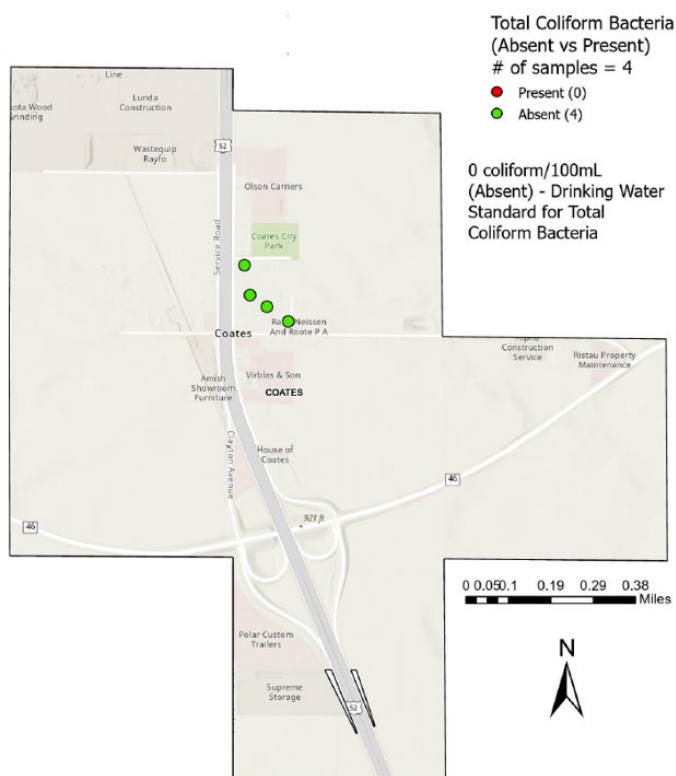 Total Coliform Bacteria
(Absent vs Present)
# of samples = 4
Present (0)
Absent (4)
0 coliform/100mL
(Absent) - Drinking Water
Standard for Total
Coliform Bacteria
Line
Lunda
Construction
ota Wood
rinding
52
Wastequip
Rayfo
Olson Carriers
Service Road
Coates City
Park
Neissen
And Roote P A
Coates
Construction
Service
Ristau Property
Maintenance
Virblas & Son
Amish
Showroom
Furniture
COATES
Clayton Avenue
House of
Coates
46
921 ft
46
0 0.050.1 0.19 0.29 0.38
Miles
Polar Custom
Trailers
N
Supreme
Storage
52